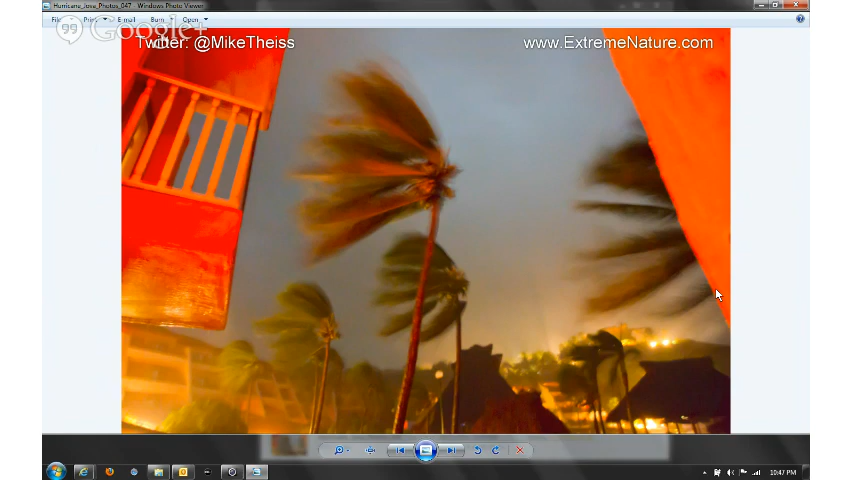 Hurricane_Jova_Photos_047 - Windows Photo Viewer
File Print E-mail Burn Open
Google+
Twitter: @MikeTheiss
www.ExtremeNature.com
10:47 PM